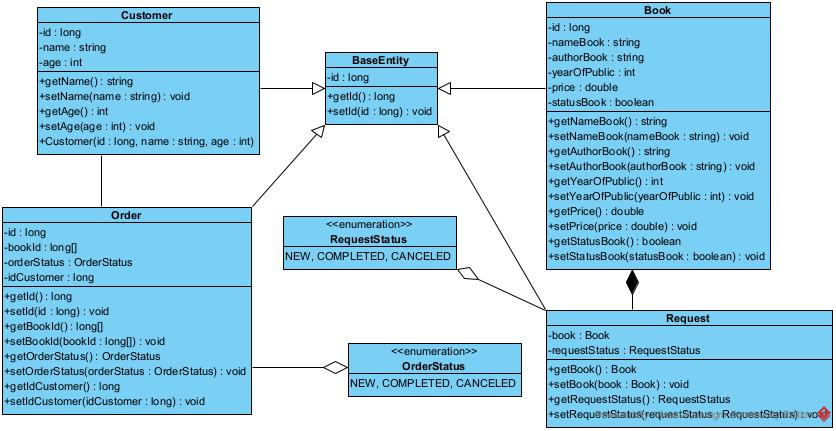 Customer
-id : long
-name : string
-age : int
+getName() : string
+setName(name : string) : void
+getAge() : int
+setAge(age : int) : void
+Customer(id : long, name : string, age : int)
BaseEntity
-id : long
+getId() : long
+setId(id : long) : void
Book
-id : long
-nameBook : string
-authorBook : string
-yearOfPublic : int
-price : double
-statusBook : boolean
+getNameBook() : string
+setNameBook(nameBook : string) : void
+getAuthorBook() : string
+setAuthorBook(authorBook : string) : void
+getYearOfPublic() : int
+setYearOfPublic(yearOfPublic : int) : void
+getPrice() : double
+setPrice(price : double) : void
+getStatusBook() : boolean
+setStatusBook(statusBook : boolean) : void
Order
-id : long
-bookId : long[]
-orderStatus : OrderStatus
-idCustomer : long
+getId() : long
+setId(id : long) : void
+getBookId() : long[]
+setBookId(bookId : long[]) : void
+getOrderStatus() : OrderStatus
+setOrderStatus(orderStatus : OrderStatus) : void
+getIdCustomer() : long
+setIdCustomer(idCustomer : long) : void
<<enumeration>>
RequestStatus
NEW, COMPLETED, CANCELED
<<enumeration>>
OrderStatus
NEW, COMPLETED, CANCELED
Request
-book : Book
-requestStatus : RequestStatus
+getBook() : Book
+setBook(book : Book) : void
+getRequestStatus() : RequestStatus
+setRequestStatus(requestStatus : RequestStatus) : void